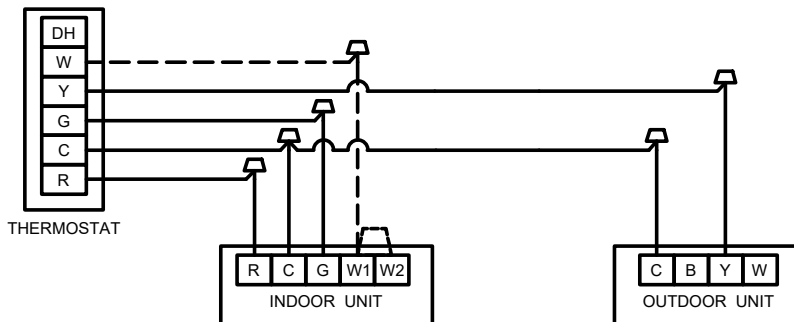 DH
W
Y
G
C
R
THERMOSTAT
R C G W1 W2
INDOOR UNIT
C B Y W
OUTDOOR UNIT